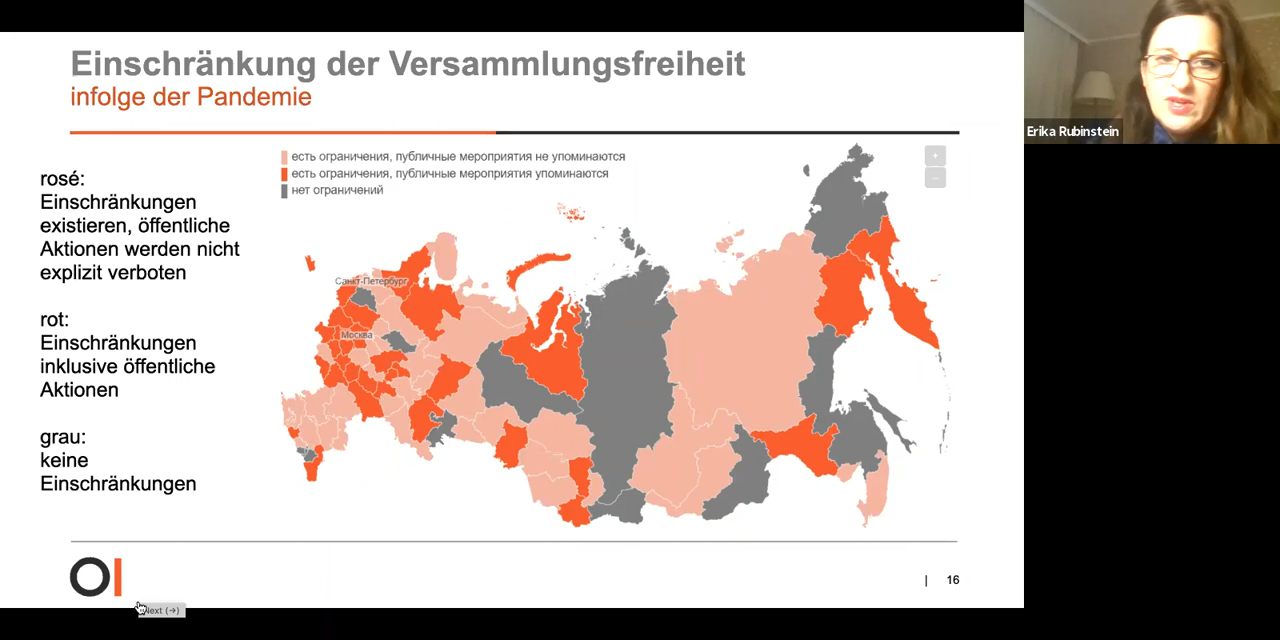 Einschränkung der Versammlungsfreiheit
infolge der Pandemie
Erika Rubinstein
есть ограничения, публичные мероприятия не упоминаются
есть ограничения, публичные мероприятия упоминаются
нет ограничений
rosé:
Einschränkungen
existieren, öffentliche
Aktionen werden nicht
explizit verboten
rot:
Einschränkungen
inklusive öffentliche
Aktionen
grau:
keine
Einschränkungen
Санкт-Петербург
Москва
OI
| 16
Next (→)